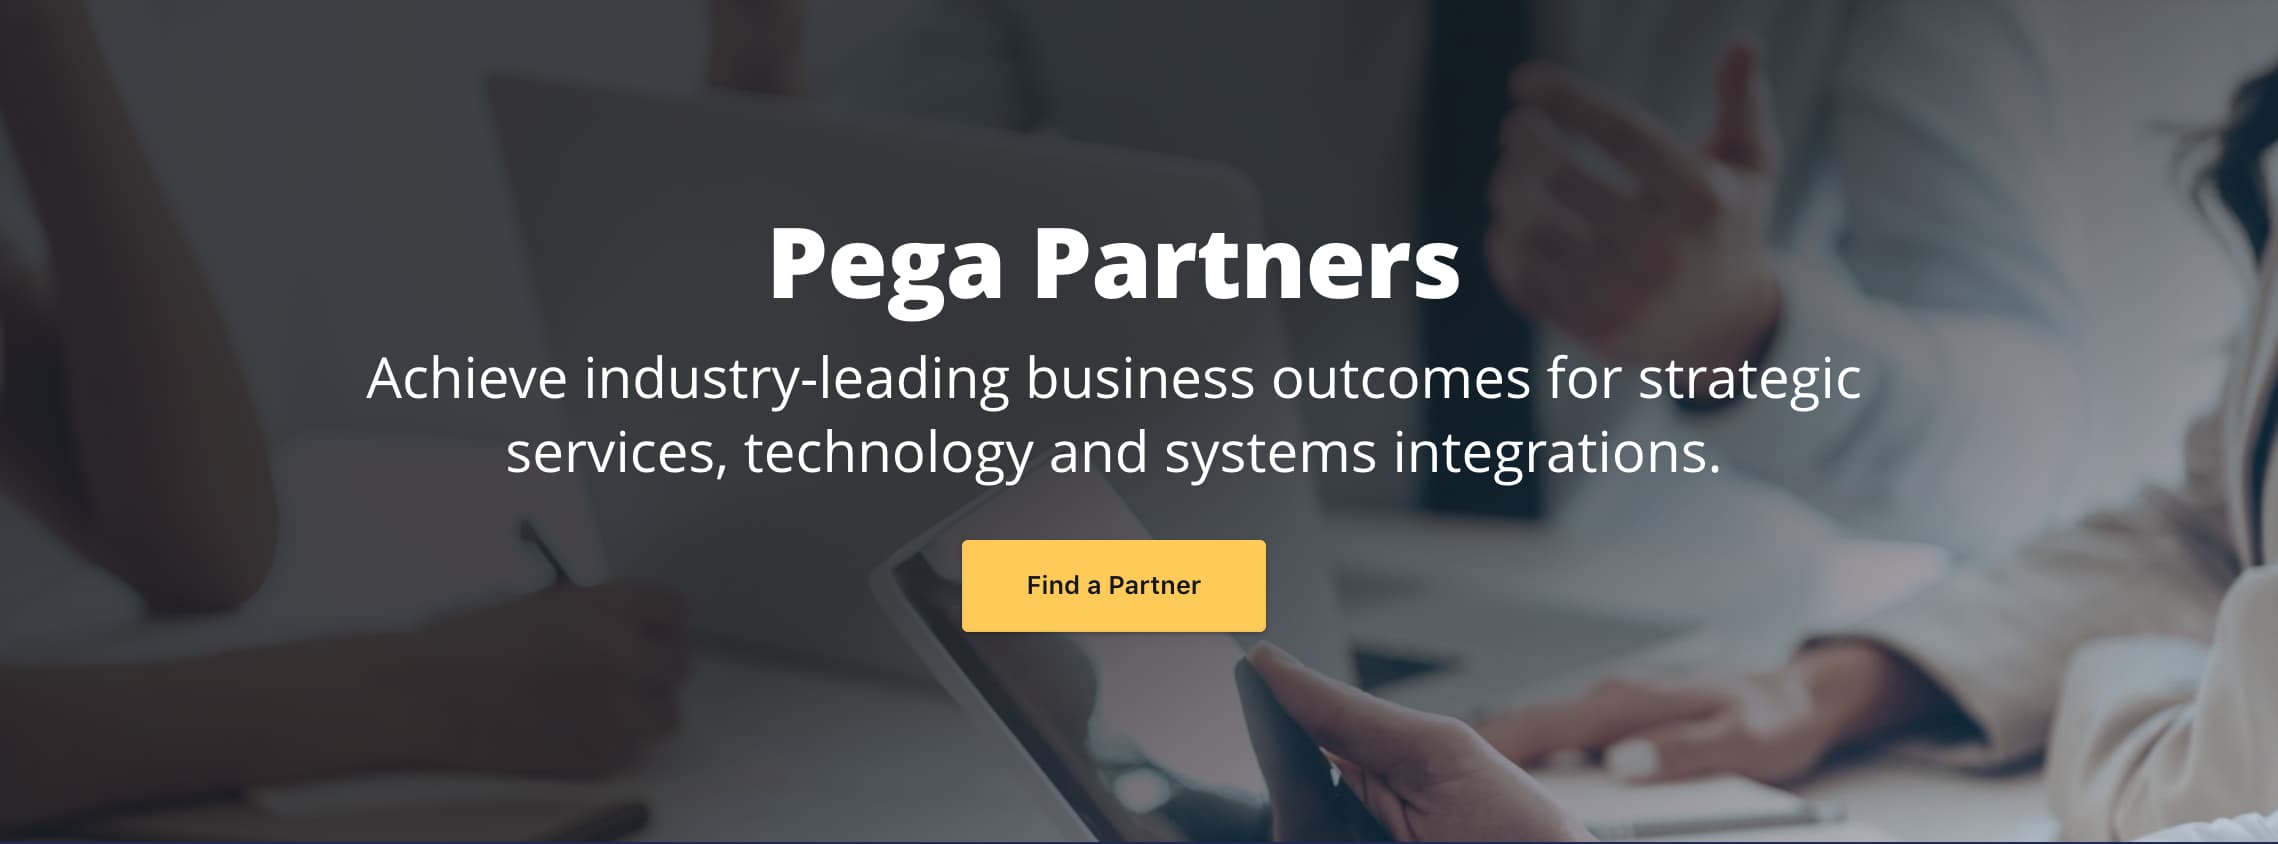 Pega Partners
Achieve industry-leading business outcomes for strategic
services, technology and systems integrations.
Find a Partner